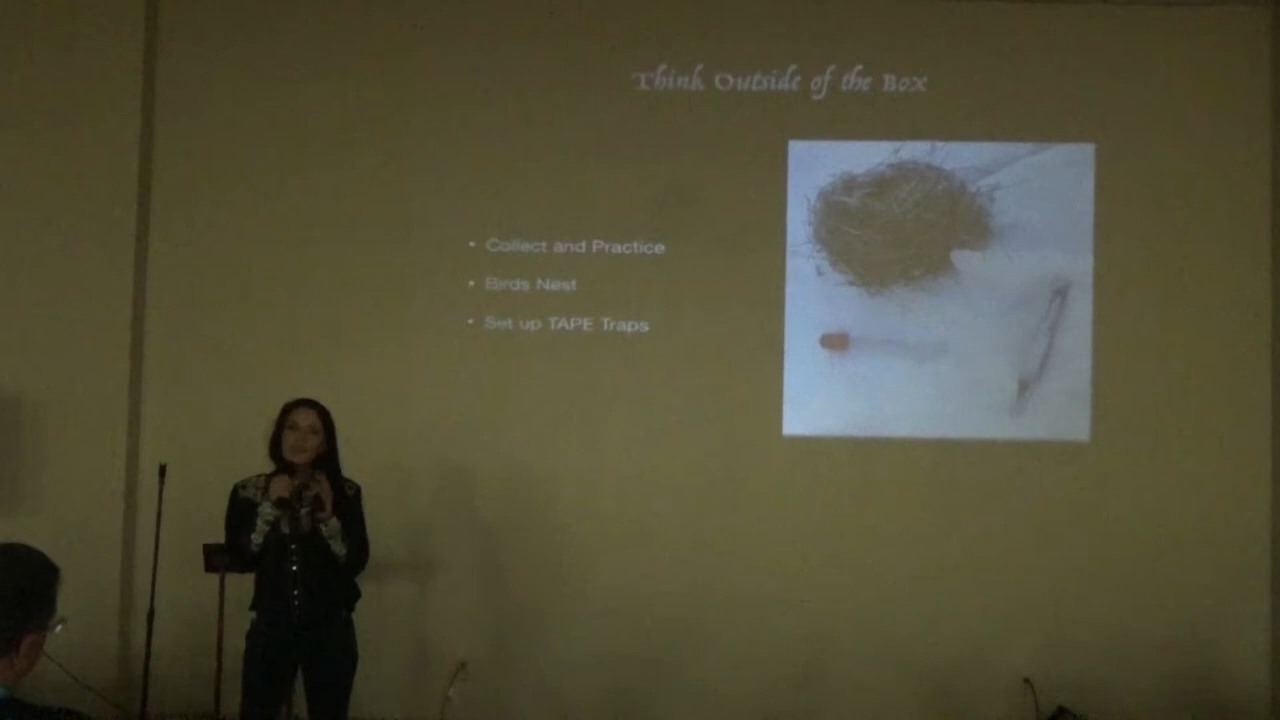 Think Outside of the Box
• Collect and Practice
• Birds Nest
• Set up TAPE Traps